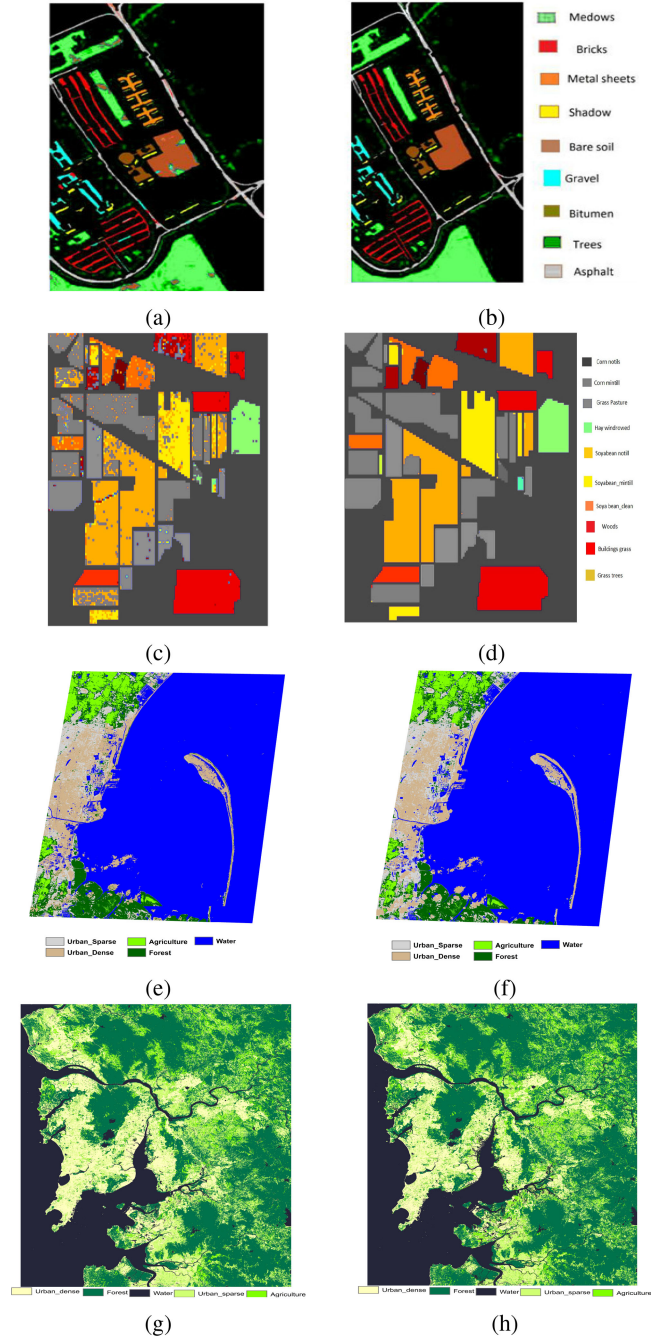 Medows
Bricks
Metal sheets
Shadow
Bare soil
Gravel
Bitumen
Trees
Asphalt
(a)
(b)
Corn notils
Corn mintill
Grass Pasture
Hay windrowed
Soyabean notill
Soyabean_mintill
Soya bean_clean
Woods
Buildings grass
Grass trees
(c)
(d)
Urban_Sparse Agriculture Water
Urban_Dense Forest
Urban_Sparse Agriculture Water
Urban_Dense Forest
(e)
(f)
Urban_dense Forest Water Urban_sparse Agriculture
Urban_dense Forest Water Urban_sparse Agriculture
(g)
(h)